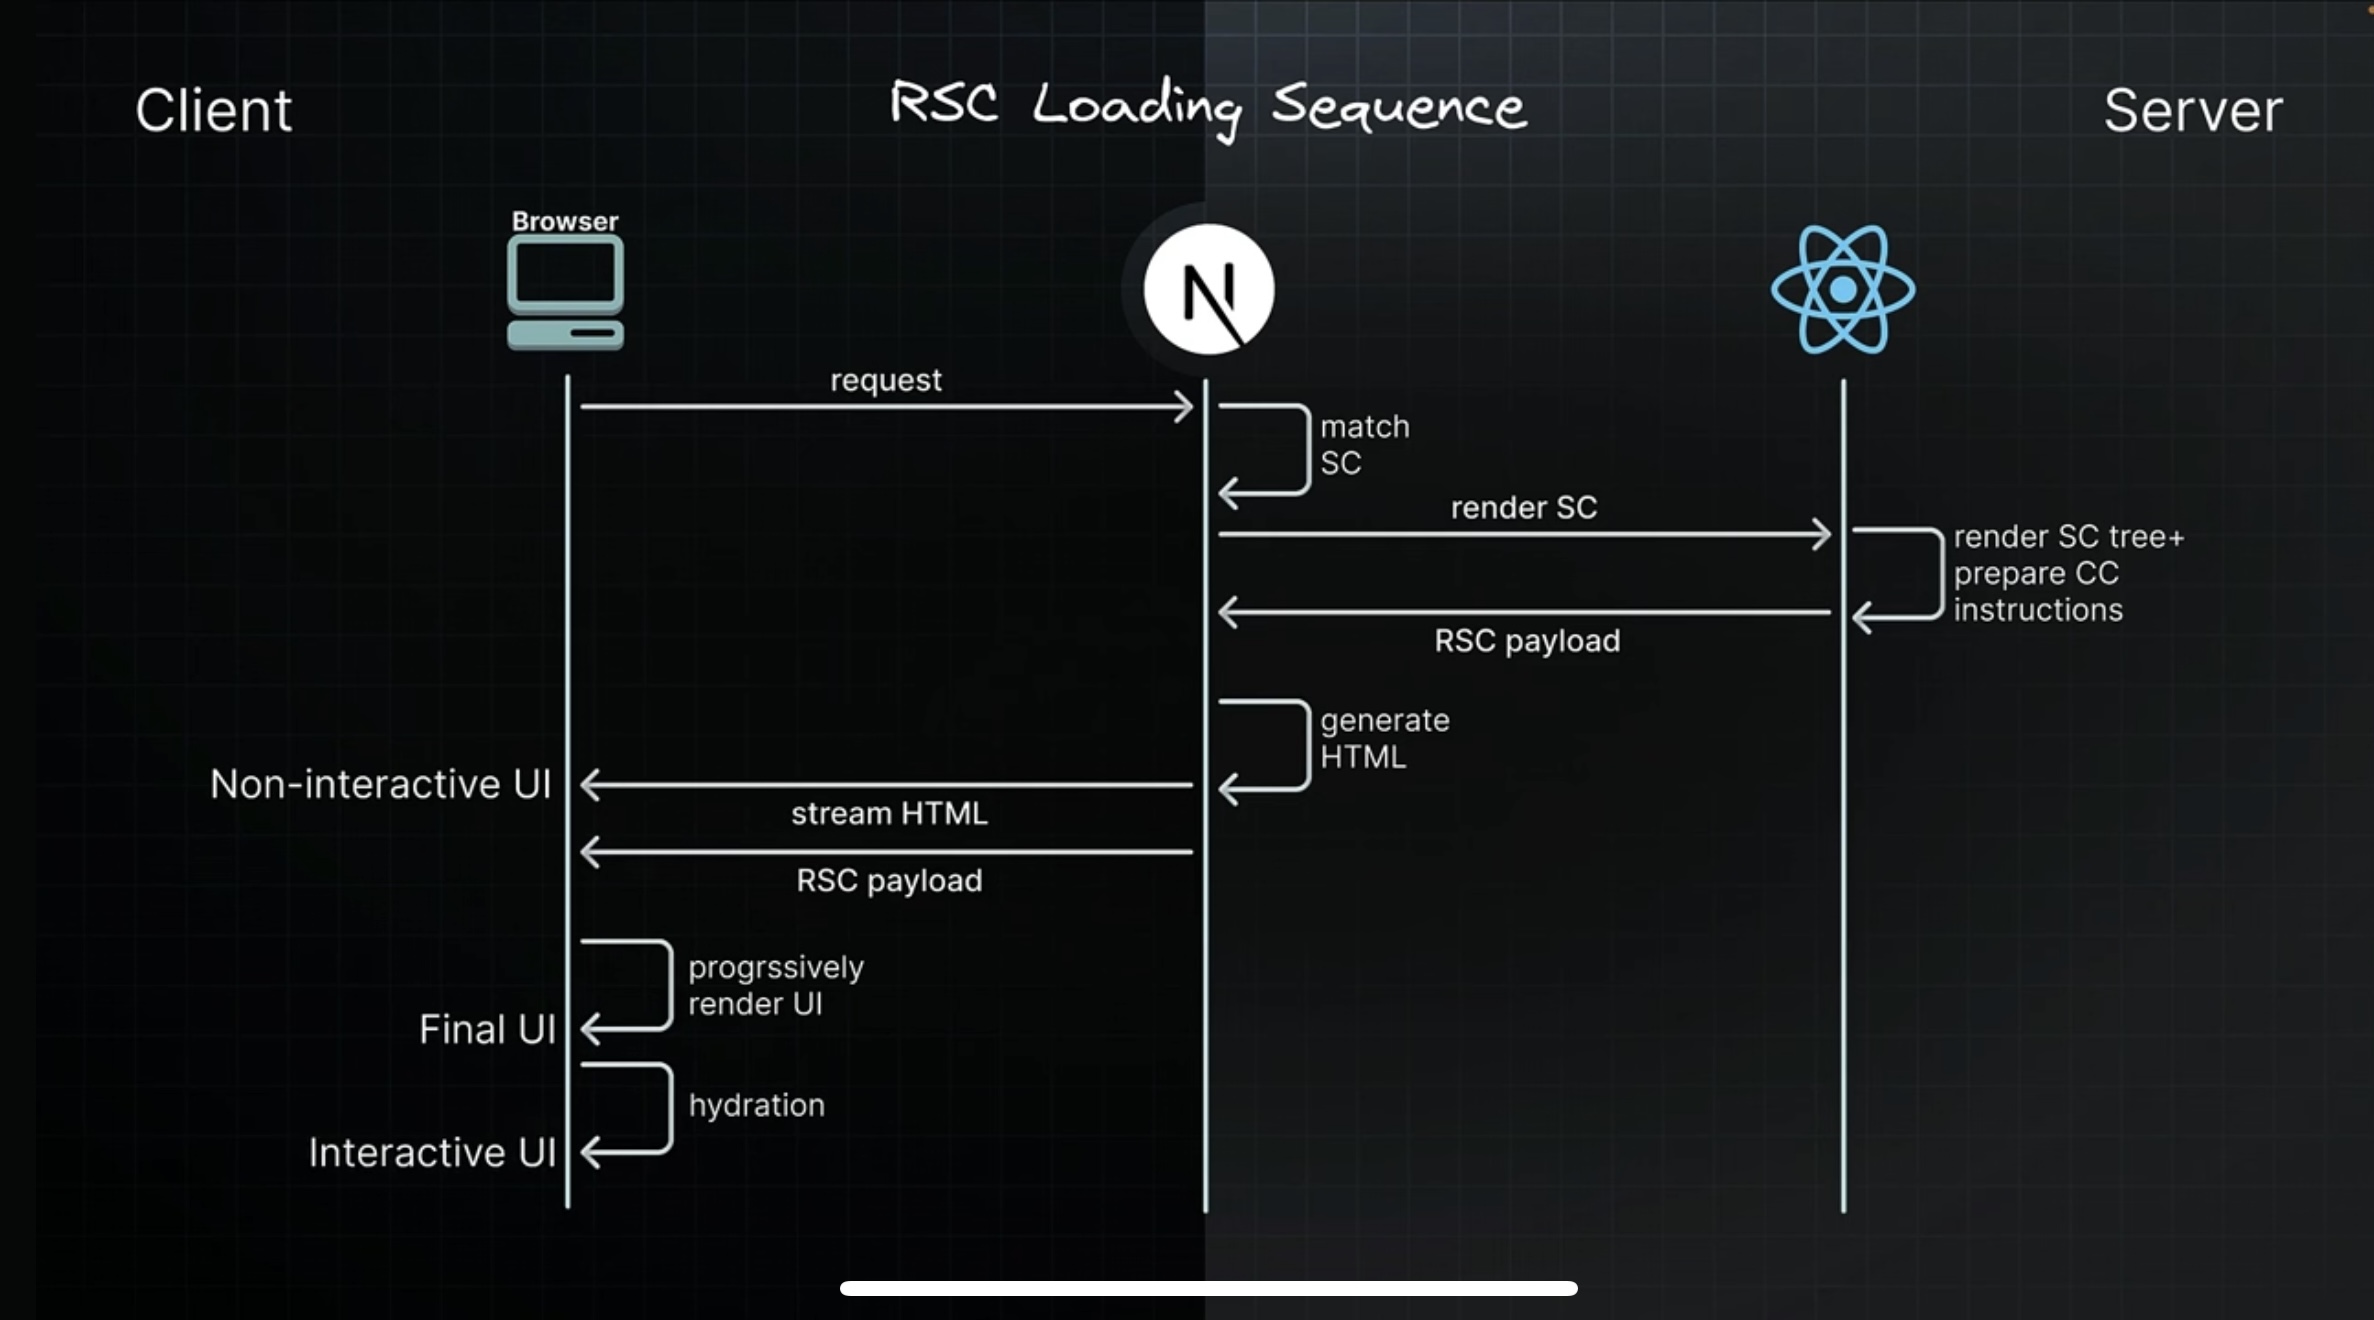 Client
RSC Loading Sequence
Server
Browser
N
request
match
SC
render SC
render SC tree+
prepare CC
instructions
RSC payload
generate
HTML
Non-interactive UI
stream HTML
RSC payload
progrssively
render UI
Final UI
hydration
Interactive UI